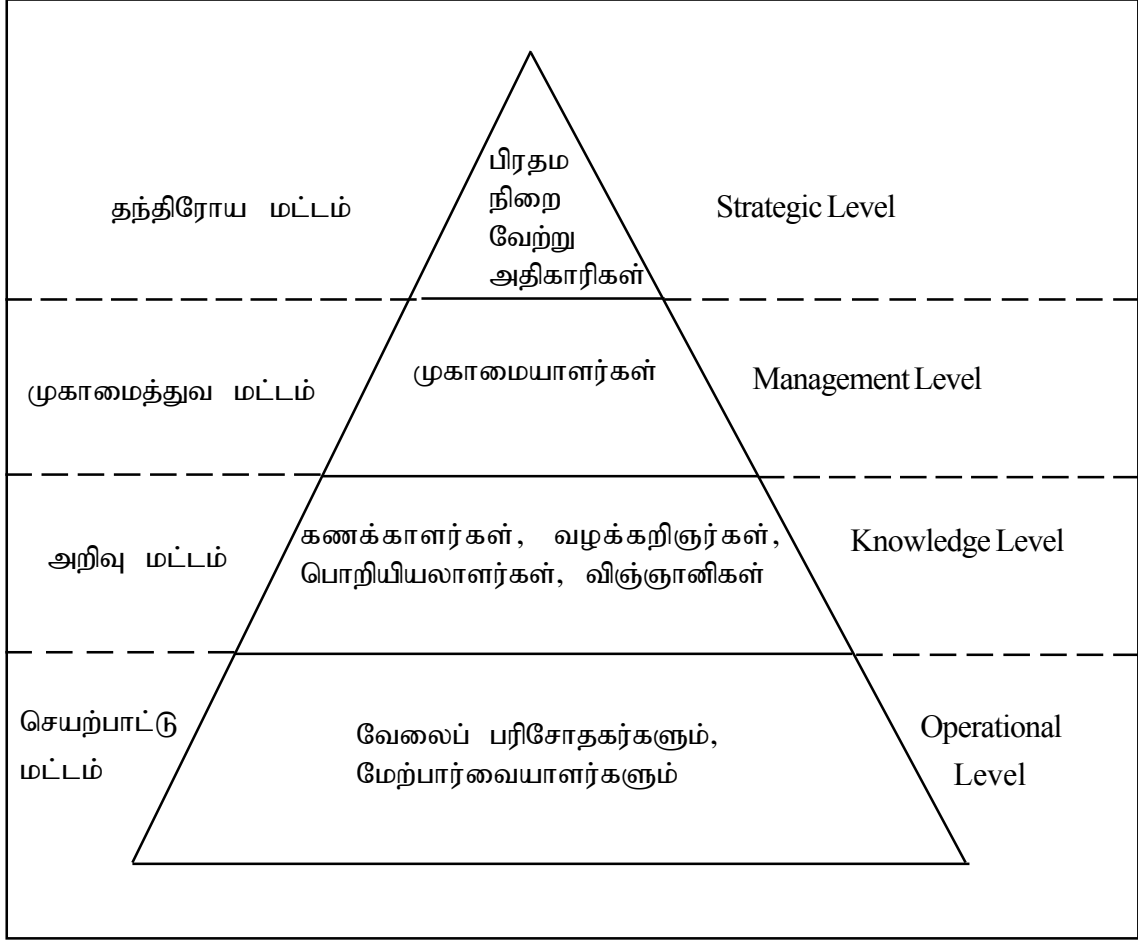 பிரதம
நிறை
வேற்று
அதிகாரிகள்
தந்திரோய மட்டம்
Strategic Level
முகாமைத்துவ மட்டம்
முகாமையாளர்கள்
Management Level
அறிவு மட்டம்
கணக்காளர்கள், வழக்கறிஞர்கள்,
பொறியியலாளர்கள், விஞ்ஞானிகள்
Knowledge Level
செயற்பாட்டு
மட்டம்
வேலைப் பரிசோதகர்களும்,
மேற்பார்வையாளர்களும்
Operational
Level